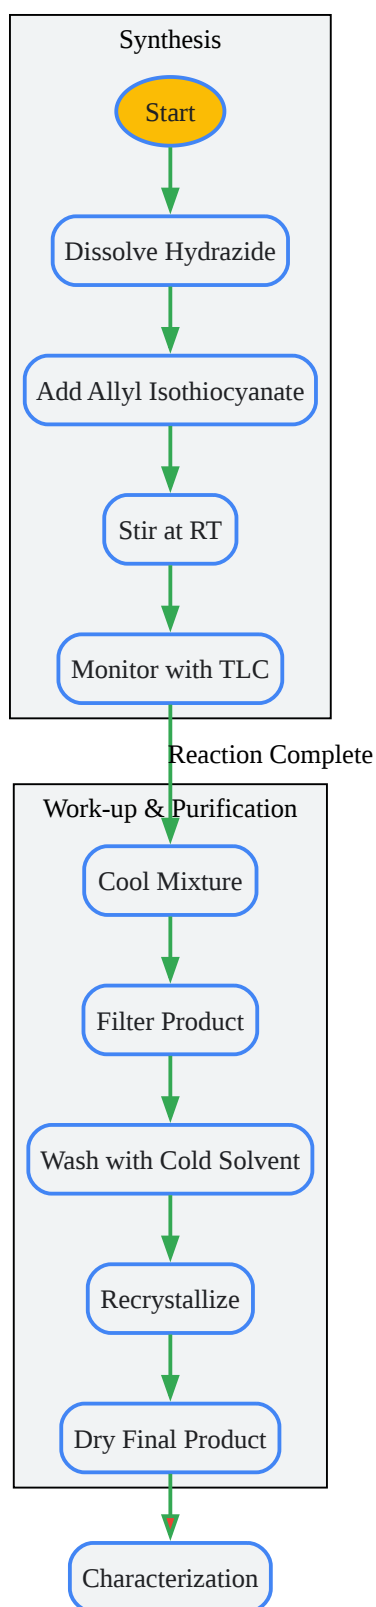 Synthesis
Start
Dissolve Hydrazide
Add Allyl Isothiocyanate
Stir at RT
Monitor with TLC
Reaction Complete
Work-up & Purification
Cool Mixture
Filter Product
Wash with Cold Solvent
Recrystallize
Dry Final Product
Characterization